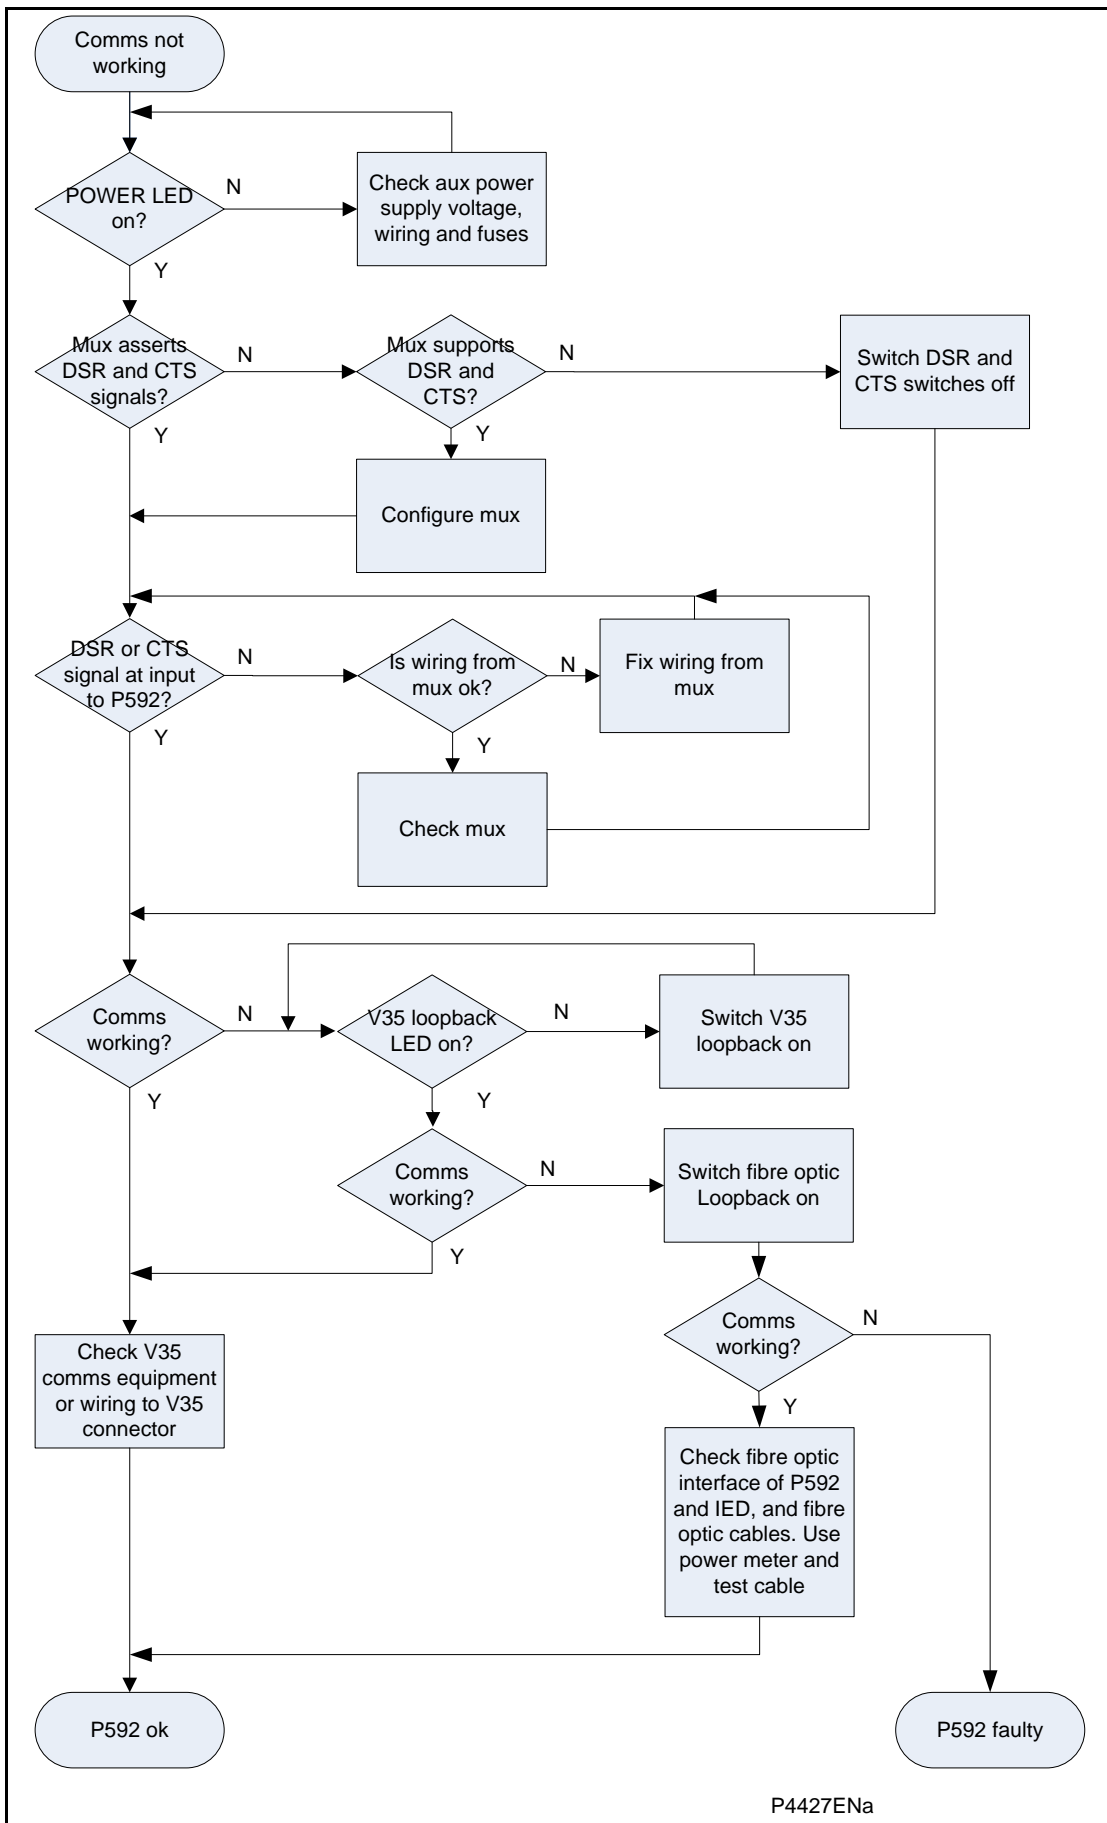 Comms not
working
POWER LED
on?
N
Check aux power
supply voltage,
wiring and fuses
Y
Mux asserts
DSR and CTS
signals?
N
Mux supports
DSR and
CTS?
N
Switch DSR and
CTS switches off
Y
Y
Configure mux
DSR or CTS
signal at input
to P592?
N
Is wiring from
mux ok?
N
Fix wiring from
mux
Y
Y
Check mux
Comms
working?
N
V35 loopback
LED on?
N
Switch V35
loopback on
Y
Y
Comms
working?
N
Switch fibre optic
Loopback on
Y
Comms
working?
N
Check V35
comms equipment
or wiring to V35
connector
Y
Check fibre optic
interface of P592
and IED, and fibre
optic cables. Use
power meter and
test cable
P592 ok
P592 faulty
P4427ENa